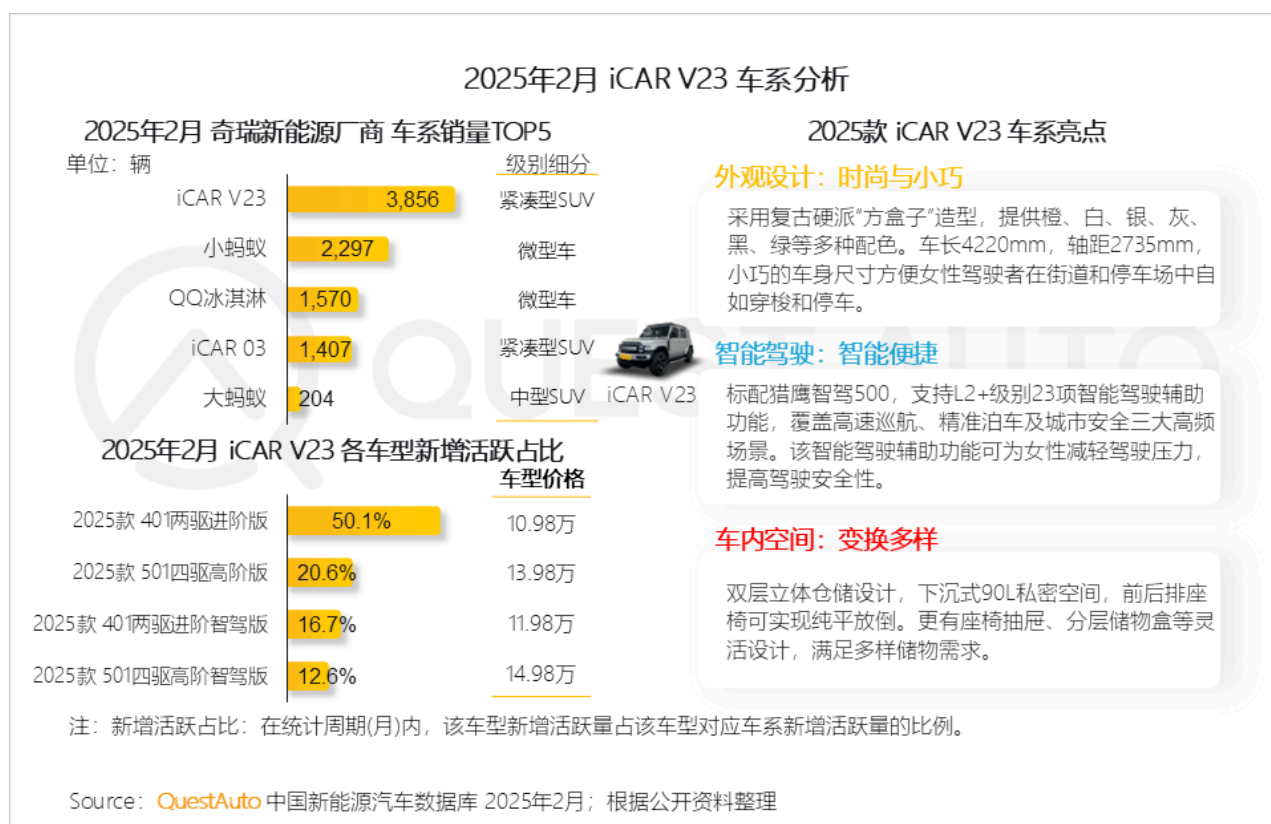 2025年2月 iCAR V23 车系分析
2025年2月 奇瑞新能源厂商 车系销量TOP5
单位：辆
级别细分
iCAR V23 3,856 紧凑型SUV
小蚂蚁 2,297 微型车
QQ冰淇淋 1,570 微型车
iCAR 03 1,407 紧凑型SUV
大蚂蚁 204 中型SUV
2025年2月 iCAR V23 各车型新增活跃占比
车型价格
2025款 401两驱进阶版 50.1% 10.98万
2025款 501四驱高阶版 20.6% 13.98万
2025款 401两驱进阶智驾版 16.7% 11.98万
2025款 501四驱高阶智驾版 12.6% 14.98万
iCAR V23
2025款 iCAR V23 车系亮点
外观设计：时尚与小巧
采用复古硬派“方盒子”造型，提供橙、白、银、灰、
黑、绿等多种配色。车长4220mm，轴距2735mm，
小巧的车身尺寸方便女性驾驶者在街道和停车场中自
如穿梭和停车。
智能驾驶：智能便捷
标配猎鹰智驾500，支持L2+级别23项智能驾驶辅助
功能，覆盖高速巡航、精准泊车及城市安全三大高频
场景。该智能驾驶辅助功能可为女性减轻驾驶压力，
提高驾驶安全性。
车内空间：变换多样
双层立体仓储设计，下沉式90L私密空间，前后排座
椅可实现纯平放倒。更有座椅抽屉、分层储物盒等灵
活设计，满足多样储物需求。
注：新增活跃占比：在统计周期(月)内，该车型新增活跃量占该车型对应车系新增活跃量的比例。
Source：QuestAuto 中国新能源汽车数据库 2025年2月；根据公开资料整理
QUEST AUTO